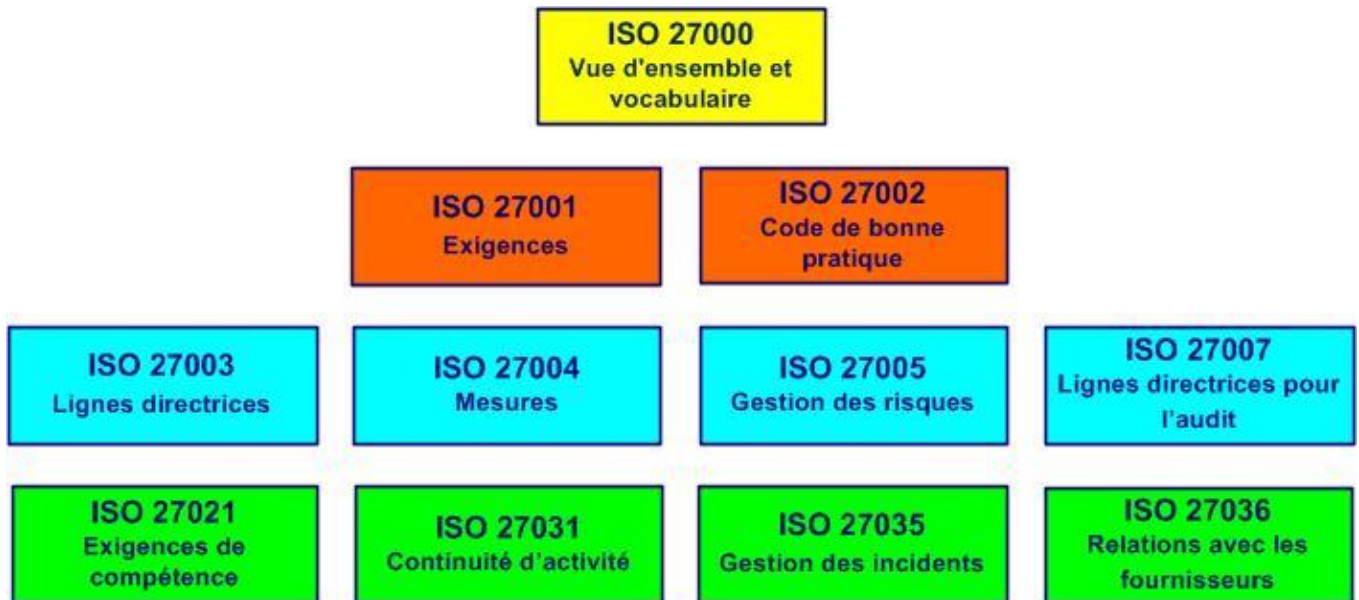 ISO 27000
Vue d'ensemble et
vocabulaire
ISO 27001
Exigences
ISO 27002
Code de bonne
pratique
ISO 27003
Lignes directrices
ISO 27004
Mesures
ISO 27005
Gestion des risques
ISO 27007
Lignes directrices pour
l’audit
ISO 27021
Exigences de
compétence
ISO 27031
Continuité d’activité
ISO 27035
Gestion des incidents
ISO 27036
Relations avec les
fournisseurs